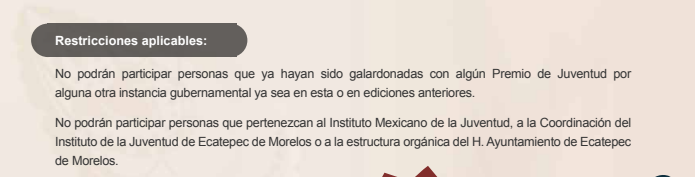 Restricciones aplicables:
No podrán participar personas que ya hayan sido galardonadas con algún Premio de Juventud por
alguna otra instancia gubernamental ya sea en esta o en ediciones anteriores.
No podrán participar personas que pertenezcan al Instituto Mexicano de la Juventud, a la Coordinación del
Instituto de la Juventud de Ecatepec de Morelos o a la estructura orgánica del H. Ayuntamiento de Ecatepec
de Morelos.